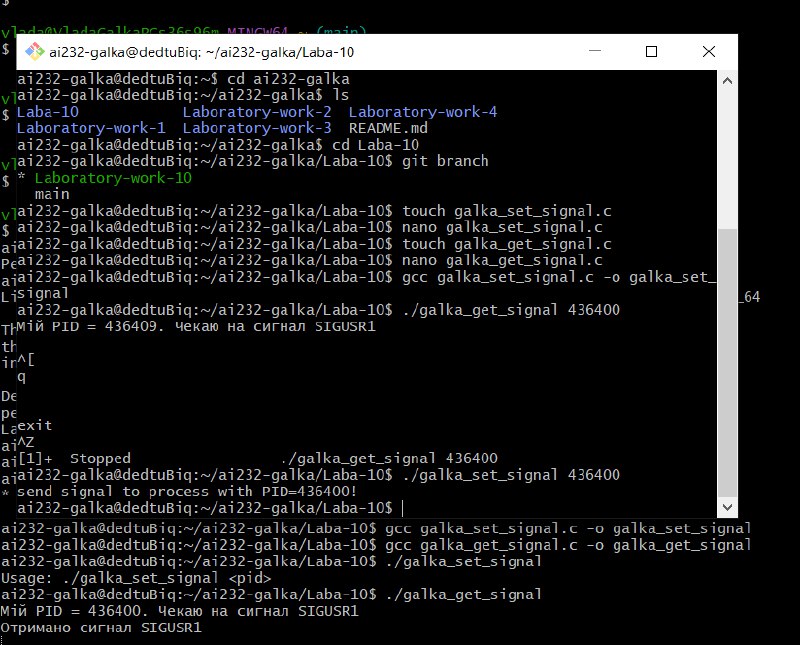 vlada@VladaGalkaPCs36s96m MINGW64 ~ (main)
$
ai232-galka@dedtuBiq: ~/ai232-galka/Laba-10
ai232-galka@dedtuBiq:~$ cd ai232-galka
ai232-galka@dedtuBiq:~/ai232-galka$ ls
Laba-10 Laboratory-work-2 Laboratory-work-4
Laboratory-work-1 Laboratory-work-3 README.md
ai232-galka@dedtuBiq:~/ai232-galka$ cd Laba-10
ai232-galka@dedtuBiq:~/ai232-galka/Laba-10$ git branch
* Laboratory-work-10
main
ai232-galka@dedtuBiq:~/ai232-galka/Laba-10$ touch galka_set_signal.c
ai232-galka@dedtuBiq:~/ai232-galka/Laba-10$ nano galka_set_signal.c
ai232-galka@dedtuBiq:~/ai232-galka/Laba-10$ touch galka_get_signal.c
ai232-galka@dedtuBiq:~/ai232-galka/Laba-10$ nano galka_get_signal.c
ai232-galka@dedtuBiq:~/ai232-galka/Laba-10$ gcc galka_set_signal.c -o galka_set_
signal
ai232-galka@dedtuBiq:~/ai232-galka/Laba-10$ ./galka_get_signal 436400
Мій PID = 436409. Чекаю на сигнал SIGUSR1
^[
q
exit
^Z
[1]+  Stopped                 ./galka_get_signal 436400
ai232-galka@dedtuBiq:~/ai232-galka/Laba-10$ ./galka_set_signal 436400
* send signal to process with PID=436400!
ai232-galka@dedtuBiq:~/ai232-galka/Laba-10$
_64
ai232-galka@dedtuBiq:~/ai232-galka/Laba-10$ gcc galka_set_signal.c -o galka_set_signal
ai232-galka@dedtuBiq:~/ai232-galka/Laba-10$ gcc galka_get_signal.c -o galka_get_signal
ai232-galka@dedtuBiq:~/ai232-galka/Laba-10$ ./galka_set_signal
Usage: ./galka_set_signal <pid>
ai232-galka@dedtuBiq:~/ai232-galka/Laba-10$ ./galka_get_signal
Мій PID = 436400. Чекаю на сигнал SIGUSR1
Отримано сигнал SIGUSR1